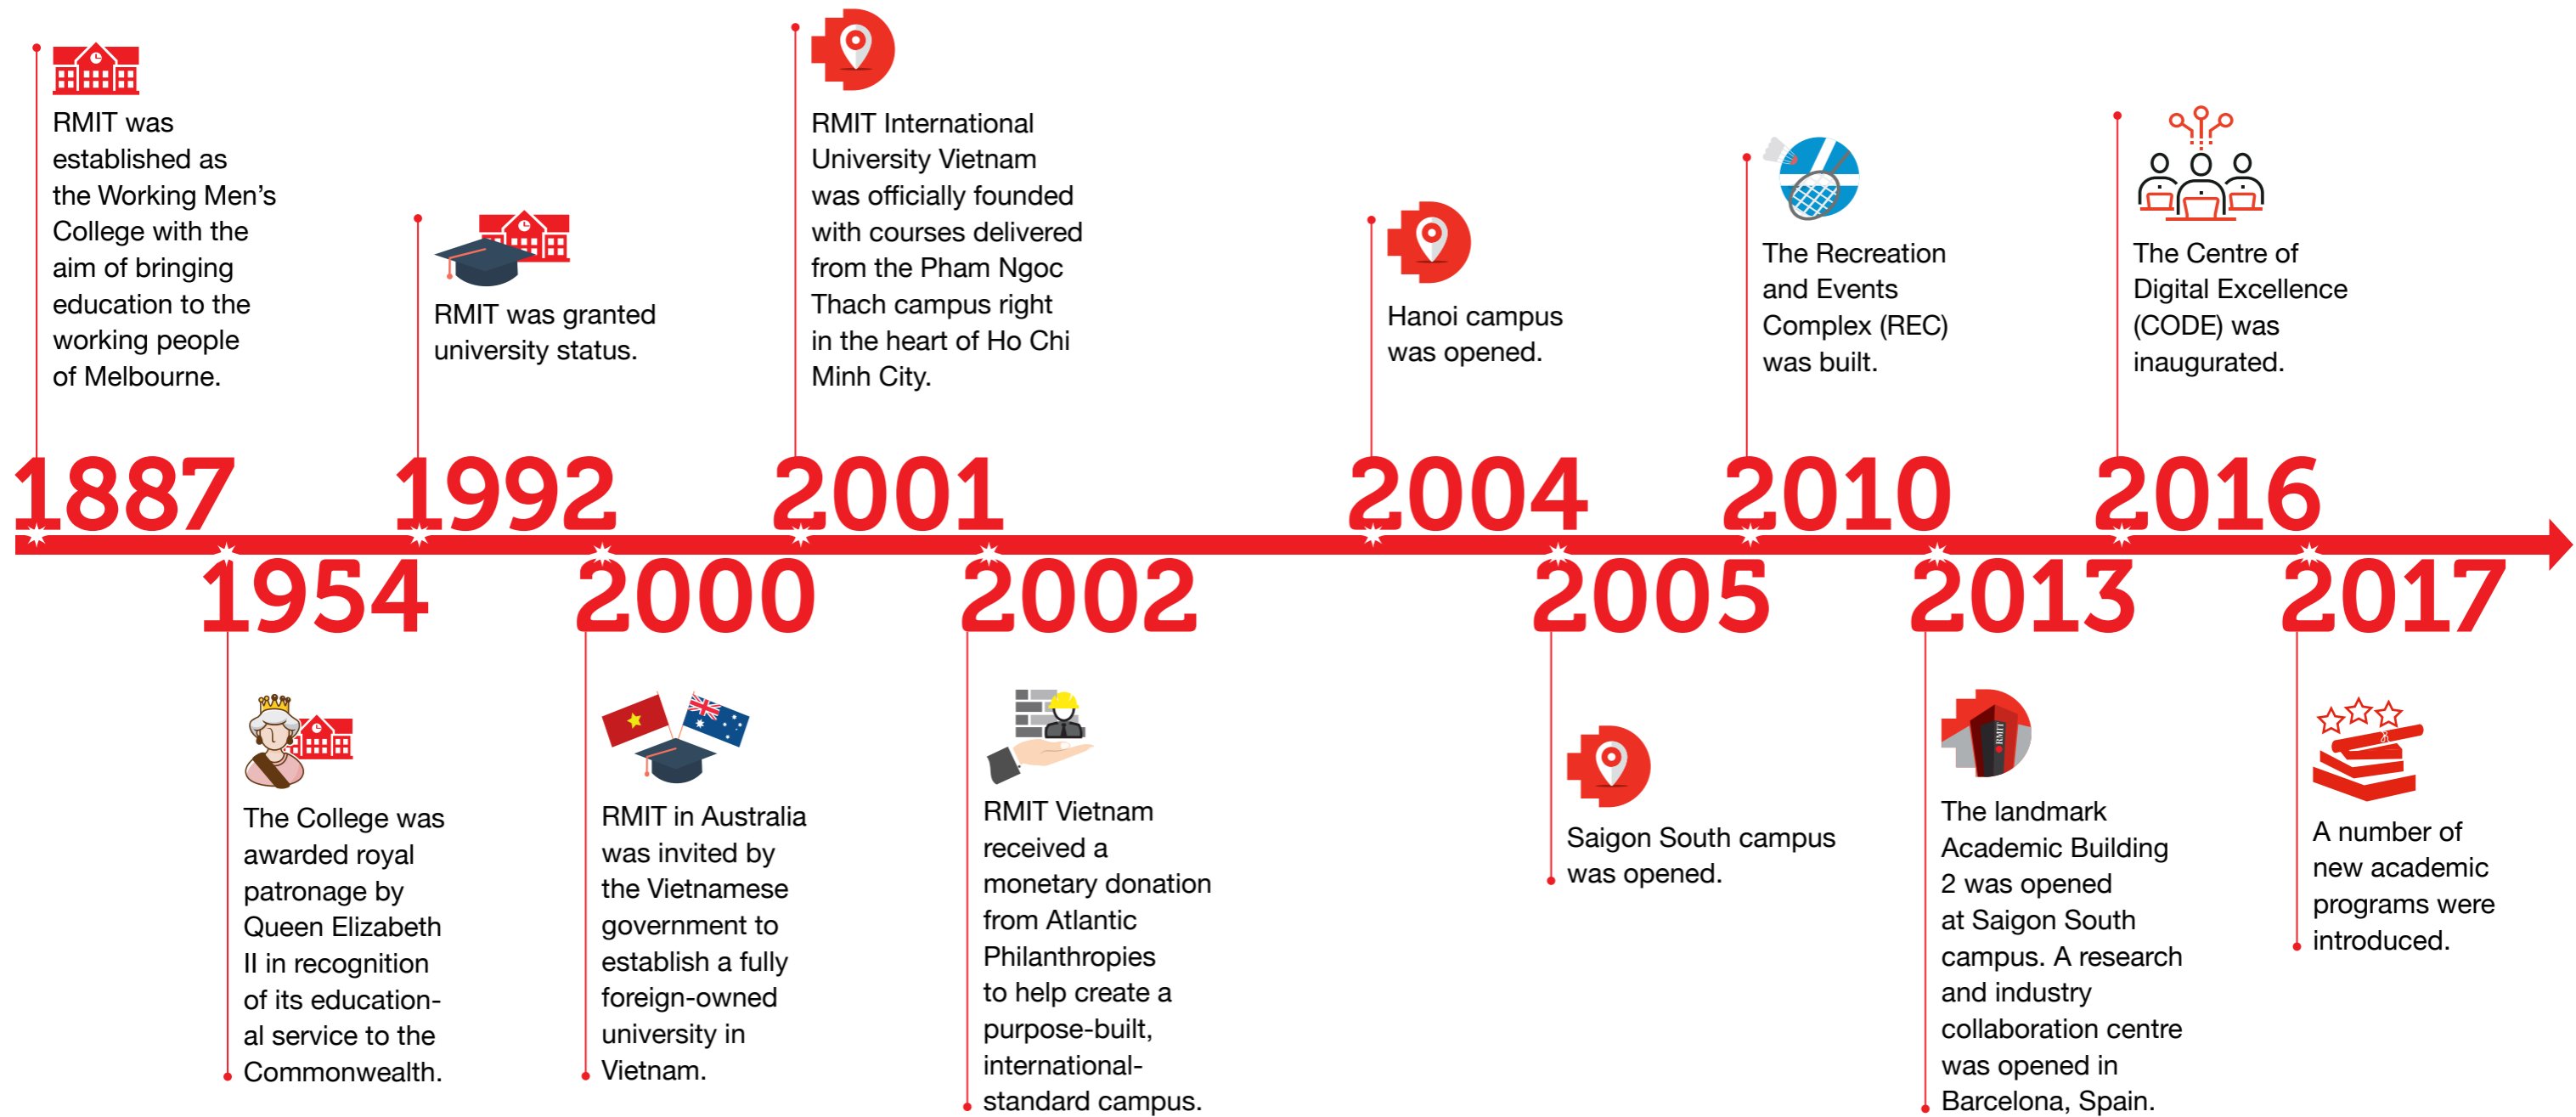 RMIT was
established as
the Working Men's
College with the
aim of bringing
education to the
working people
of Melbourne.
1887
1954
The College was
awarded royal
patronage by
Queen Elizabeth
II in recognition
of its education-
al service to the
Commonwealth.
RMIT was granted
university status.
1992
2000
RMIT in Australia
was invited by
the Vietnamese
government to
establish a fully
foreign-owned
university in
Vietnam.
RMIT International
University Vietnam
was officially founded
with courses delivered
from the Pham Ngoc
Thach campus right
in the heart of Ho Chi
Minh City.
2001
2002
RMIT Vietnam
received a
monetary donation
from Atlantic
Philanthropies
to help create a
purpose-built,
international-
standard campus.
Hanoi campus
was opened.
2004
2005
Saigon South campus
was opened.
The Recreation
and Events
Complex (REC)
was built.
2010
2013
RMIT
The landmark
Academic Building
2 was opened
at Saigon South
campus. A research
and industry
collaboration centre
was opened in
Barcelona, Spain.
The Centre of
Digital Excellence
(CODE) was
inaugurated.
2016
2017
A number of
new academic
programs were
introduced.